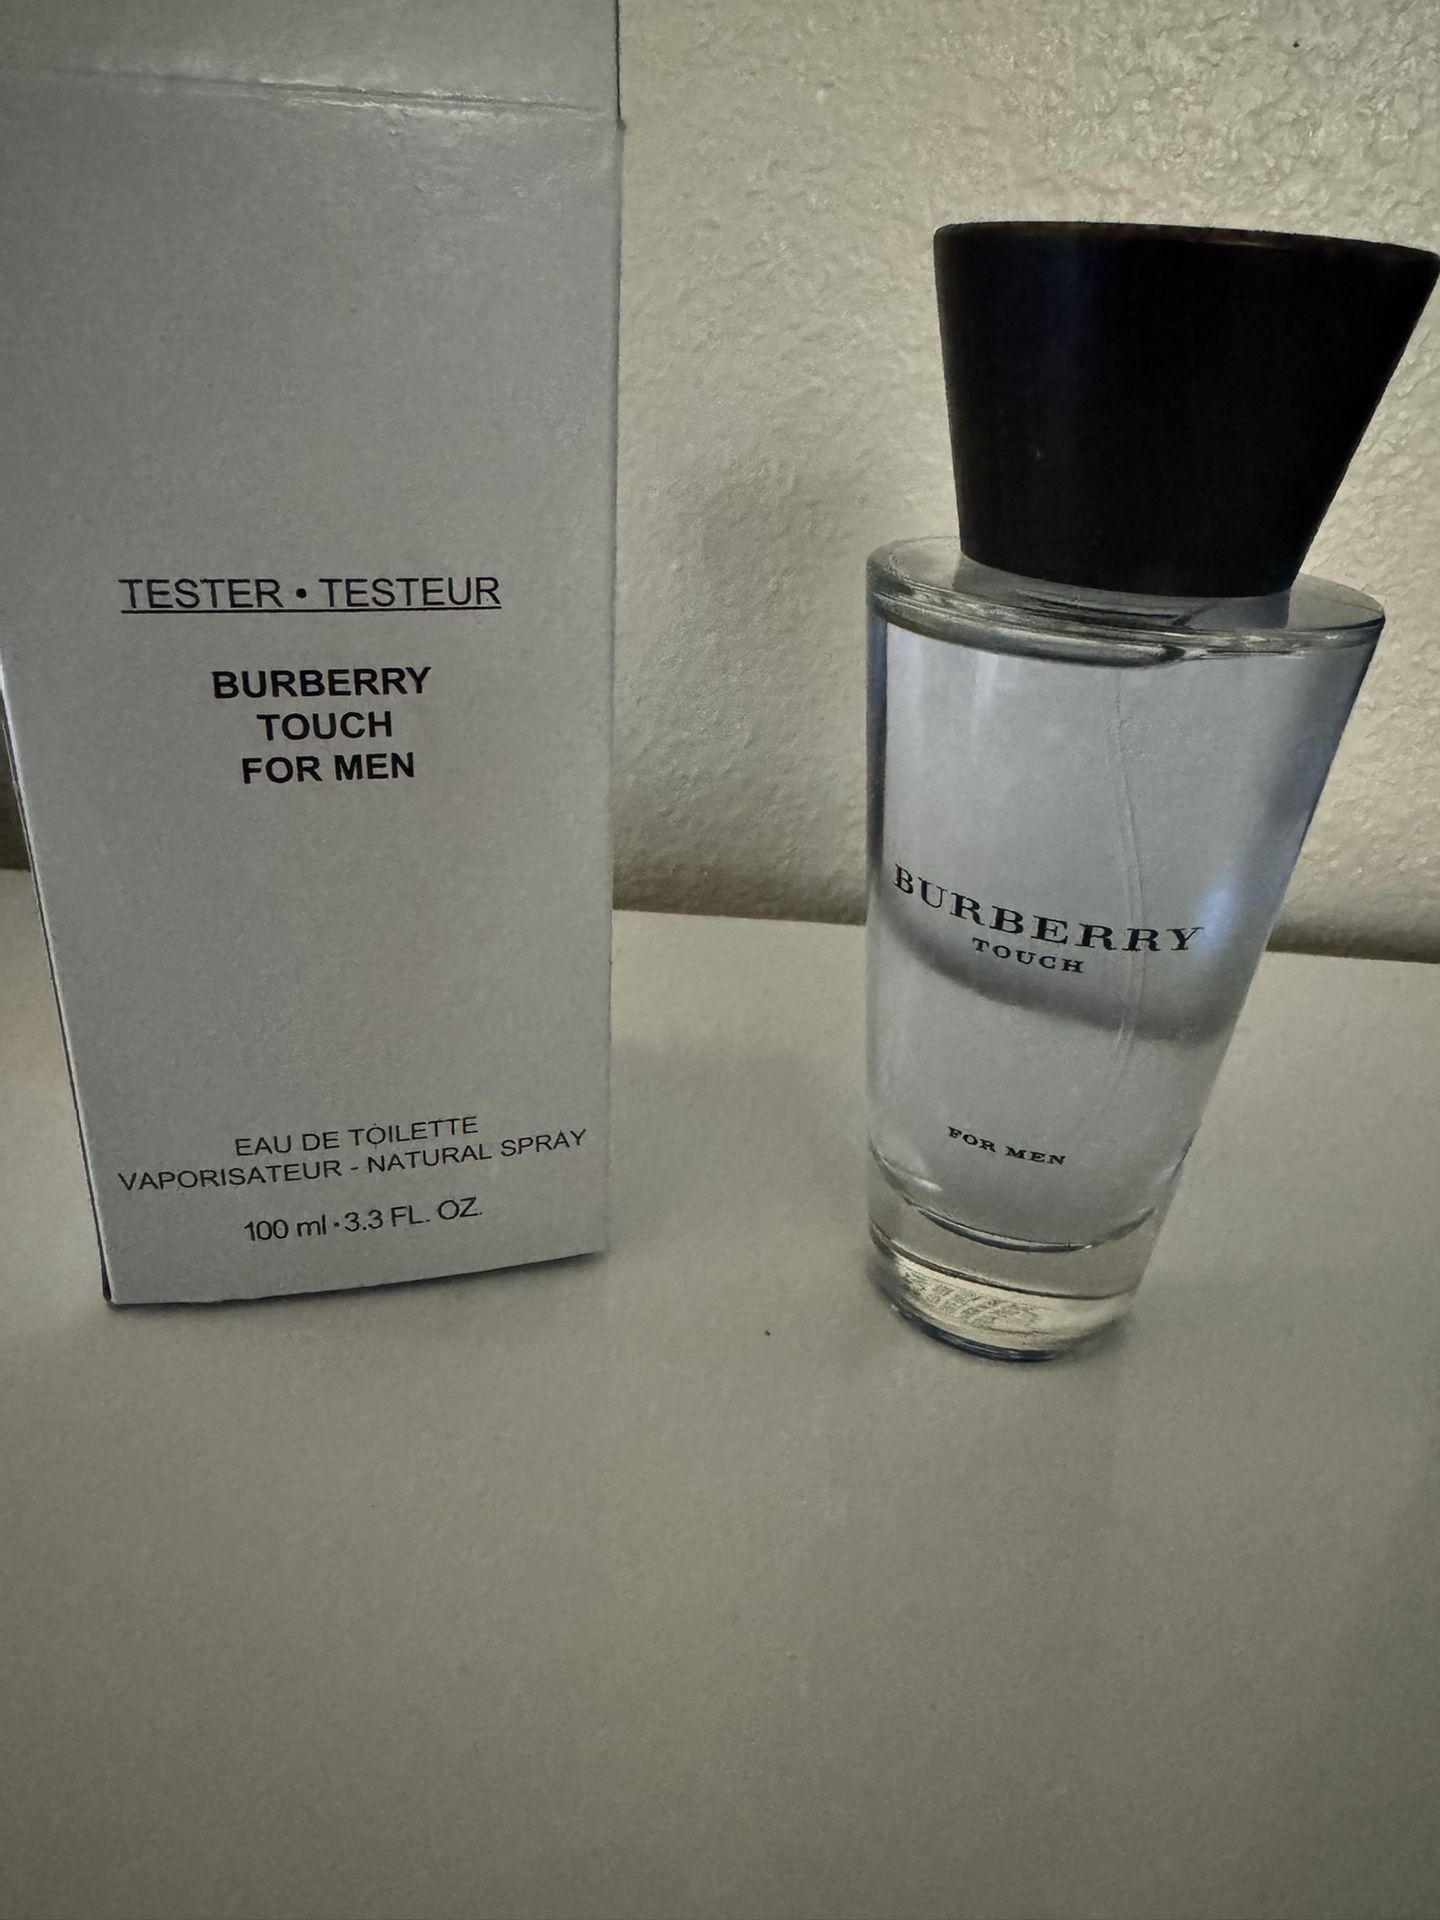 TESTER • TESTEUR
BURBERRY
TOUCH
FOR MEN
EAU DE TOILETTE
VAPORISATEUR - NATURAL SPRAY
100 ml • 3.3 FL. OZ.
BURBERRY
TOUCH
FOR MEN